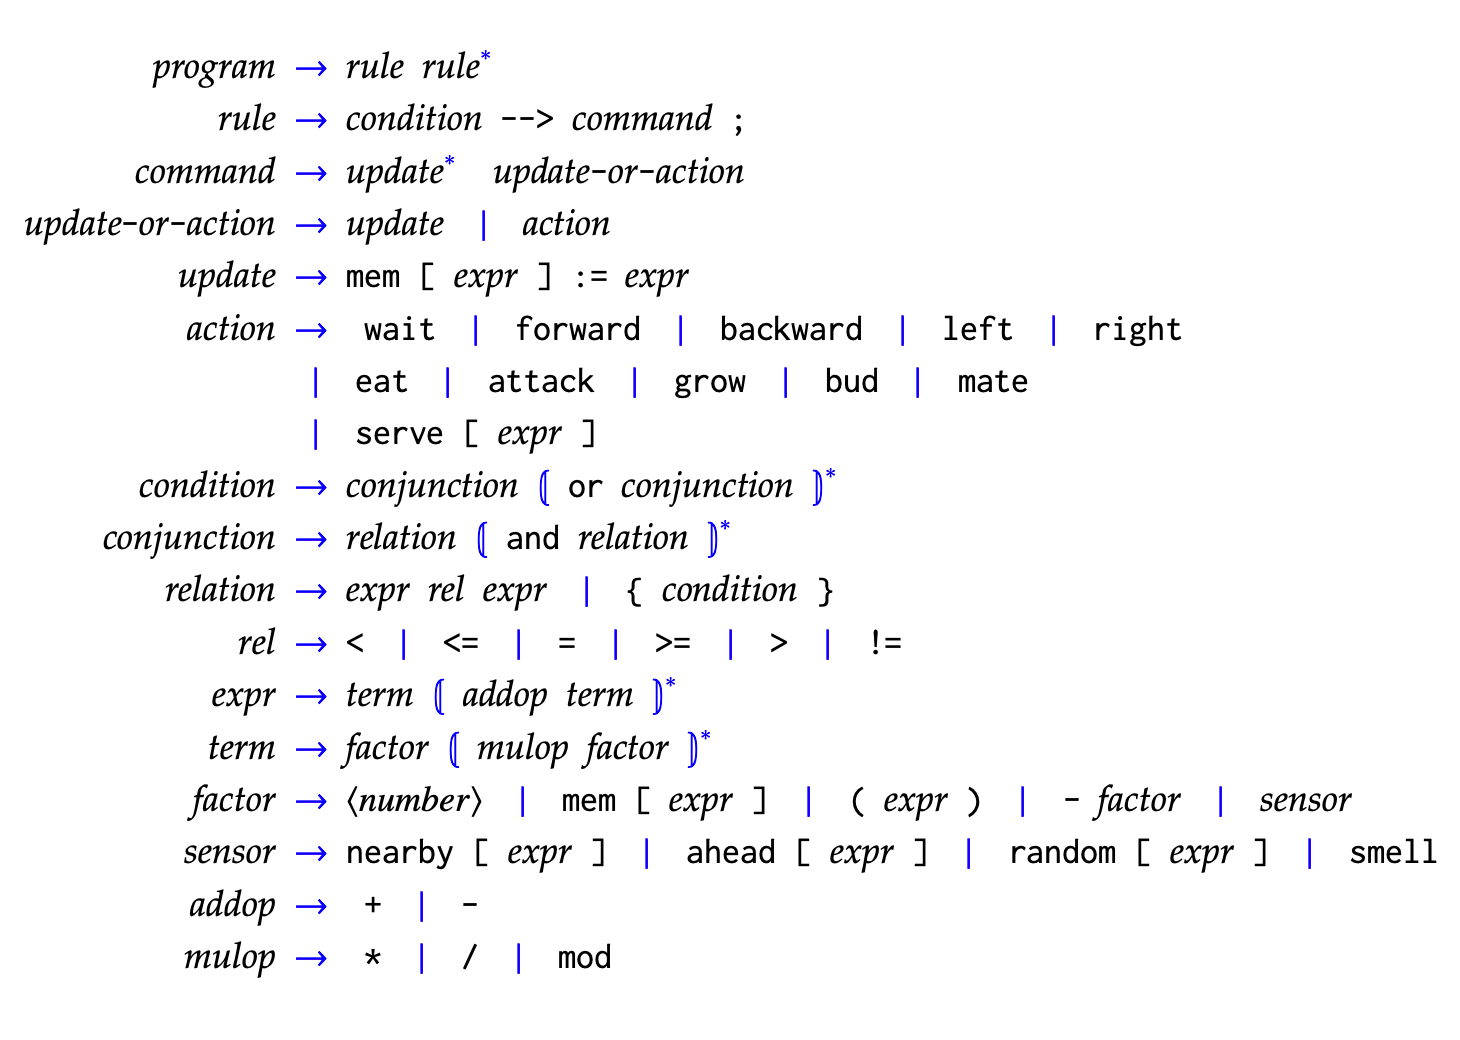 program → rule rule*
rule → condition --> command ;
command → update* update-or-action
update-or-action → update | action
update → mem [ expr ] := expr
action → wait | forward | backward | left | right
| eat | attack | grow | bud | mate
| serve [ expr ]
condition → conjunction ⦅ or conjunction ⦆*
conjunction → relation ⦅ and relation ⦆*
relation → expr rel expr | { condition }
rel → < | <= | = | >= | > | !=
expr → term ⦅ addop term ⦆*
term → factor ⦅ mulop factor ⦆*
factor → ⟨number⟩ | mem [ expr ] | ( expr ) | - factor | sensor
sensor → nearby [ expr ] | ahead [ expr ] | random [ expr ] | smell
addop → + | -
mulop → * | / | mod